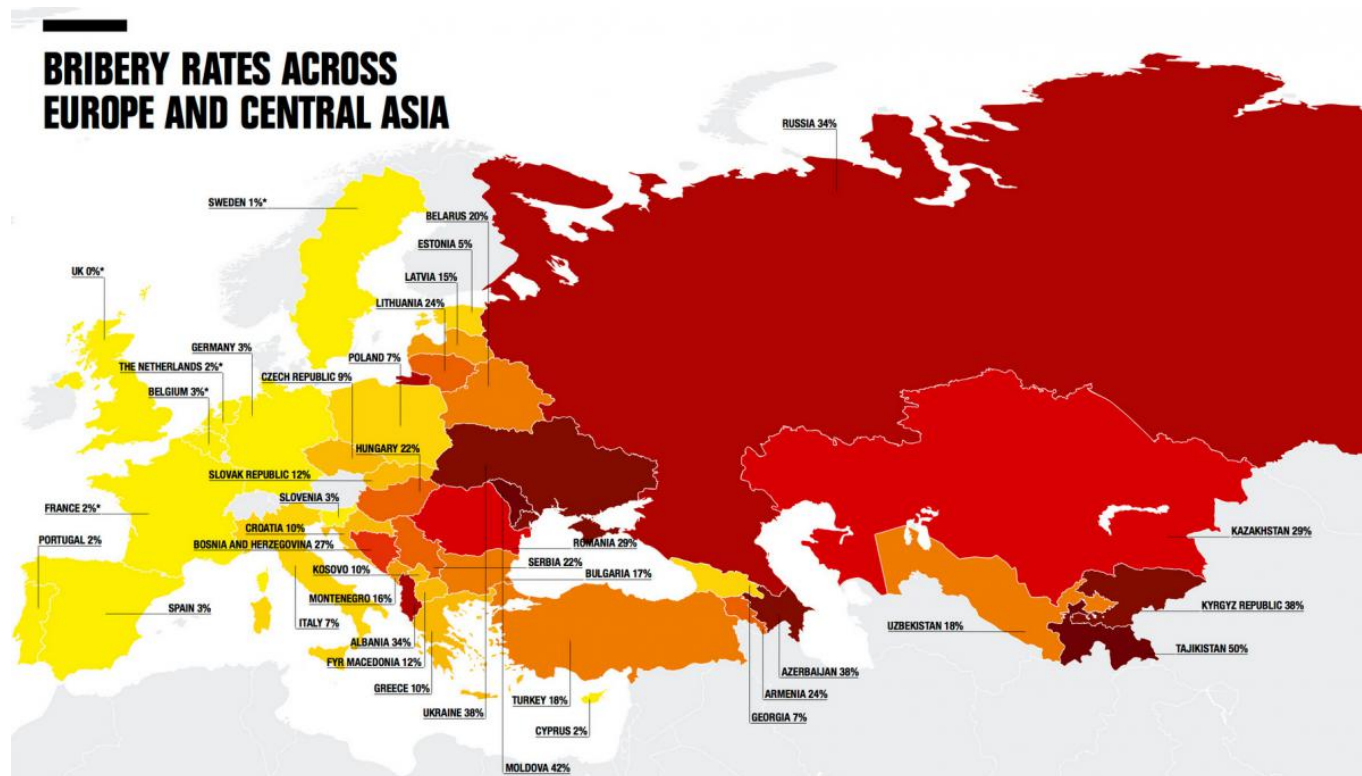 BRIBERY RATES ACROSS
EUROPE AND CENTRAL ASIA
RUSSIA 34%
SWEDEN 1%*
BELARUS 20%
ESTONIA 5%
UK 0%*
LATVIA 15%
LITHUANIA 24%
GERMANY 3%
POLAND 7%
THE NETHERLANDS 2%*
CZECH REPUBLIC 9%
BELGIUM 3%*
HUNGARY 22%
SLOVAK REPUBLIC 12%
SLOVENIA 3%
FRANCE 2%*
CROATIA 10%
KAZAKHSTAN 29%
PORTUGAL 2%
BOSNIA AND HERZEGOVINA 27%
ROMANIA 29%
SERBIA 22%
KOSOVO 10%
BULGARIA 17%
MONTENEGRO 16%
SPAIN 3%
KYRGYZ REPUBLIC 38%
ITALY 7%
UZBEKISTAN 18%
ALBANIA 34%
TAJIKISTAN 50%
FYR MACEDONIA 12%
AZERBAIJAN 38%
GREECE 10%
ARMENIA 24%
TURKEY 18%
UKRAINE 38%
GEORGIA 7%
CYPRUS 2%
MOLDOVA 42%